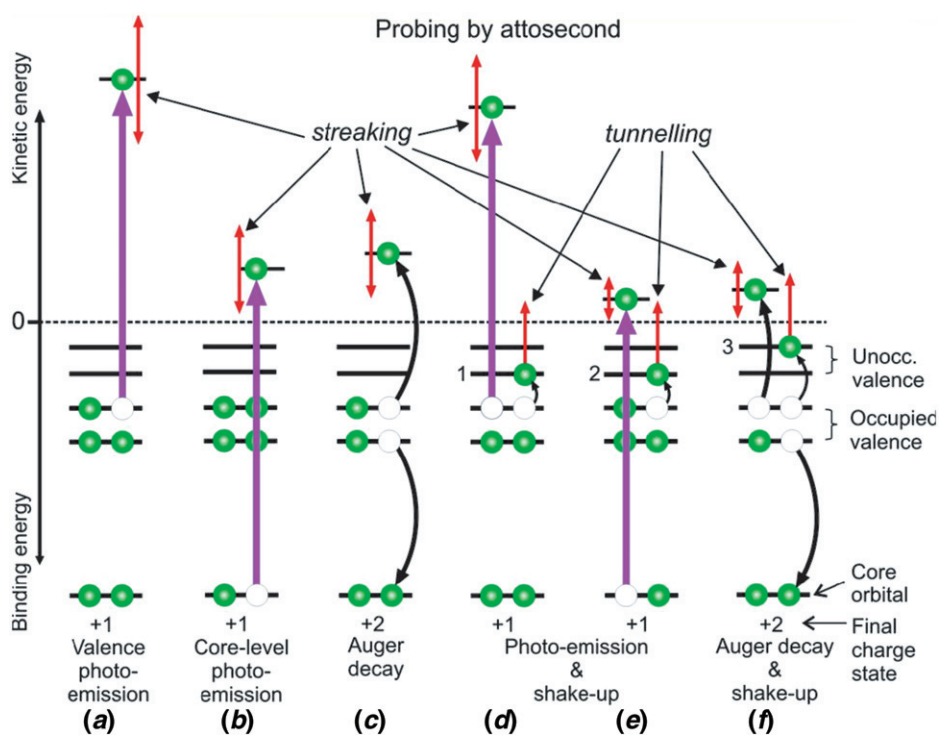 Probing by attosecond
Kinetic energy
streaking
tunnelling
0
1
2
3
Unocc.
valence
Occupied
valence
Binding energy
Core
orbital
+1
+1
+2
+1
+1
+2
Final
charge
state
Valence
photo-
emission
Core-level
photo-
emission
Auger
decay
Photo-emission
&
shake-up
Auger decay
&
shake-up
(a)
(b)
(c)
(d)
(e)
(f)